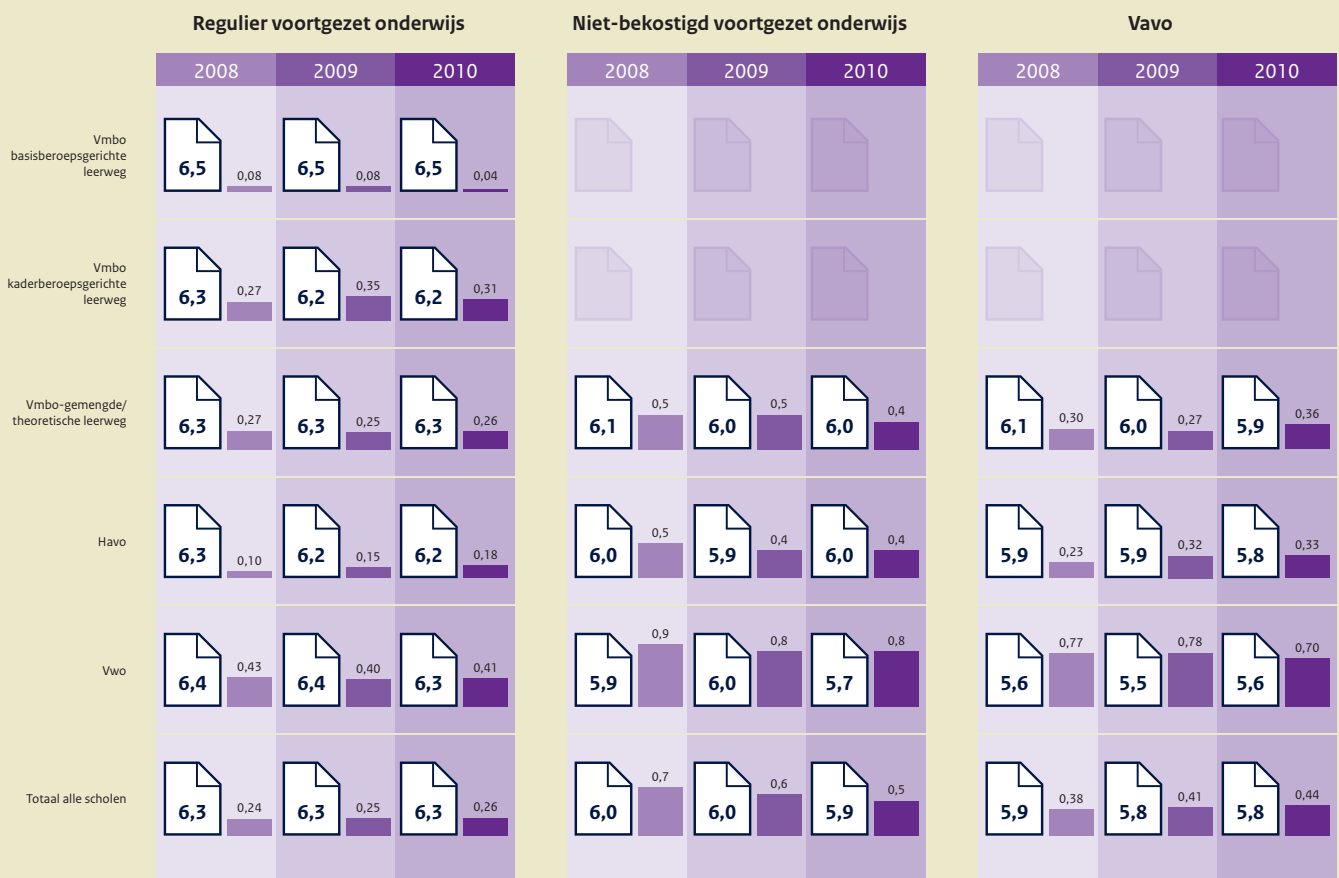 Regulier voortgezet onderwijs
Niet-bekostigd voortgezet onderwijs
Vavo
2008 2009 2010
2008 2009 2010
2008 2009 2010
Vmbo
basisberoepsgerichte
leerweg
6,5 0,08 6,5 0,08 6,5 0,04
Vmbo
kaderberoepsgerichte
leerweg
6,3 0,27 6,2 0,35 6,2 0,31
Vmbo-gemengde/
theoretische leerweg
6,3 0,27 6,3 0,25 6,3 0,26
6,1 0,5 6,0 0,5 6,0 0,4
6,1 0,30 6,0 0,27 5,9 0,36
Havo
6,3 0,10 6,2 0,15 6,2 0,18
6,0 0,5 5,9 0,4 6,0 0,4
5,9 0,23 5,9 0,32 5,8 0,33
Vwo
6,4 0,43 6,4 0,40 6,3 0,41
5,9 0,9 6,0 0,8 5,7 0,8
5,6 0,77 5,5 0,78 5,6 0,70
Totaal alle scholen
6,3 0,24 6,3 0,25 6,3 0,26
6,0 0,7 6,0 0,6 5,9 0,5
5,9 0,38 5,8 0,41 5,8 0,44